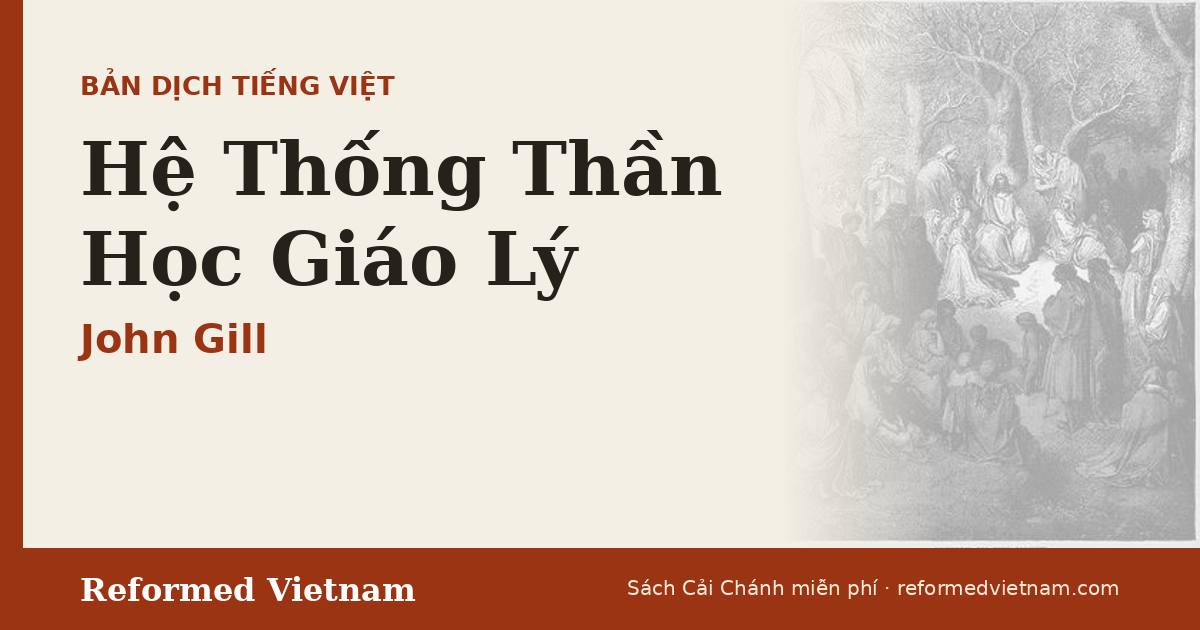 BẢN DỊCH TIẾNG VIỆT
Hệ Thống Thần
Học Giáo Lý
John Gill
Reformed Vietnam
Sách Cải Chánh miễn phí · reformedvietnam.com